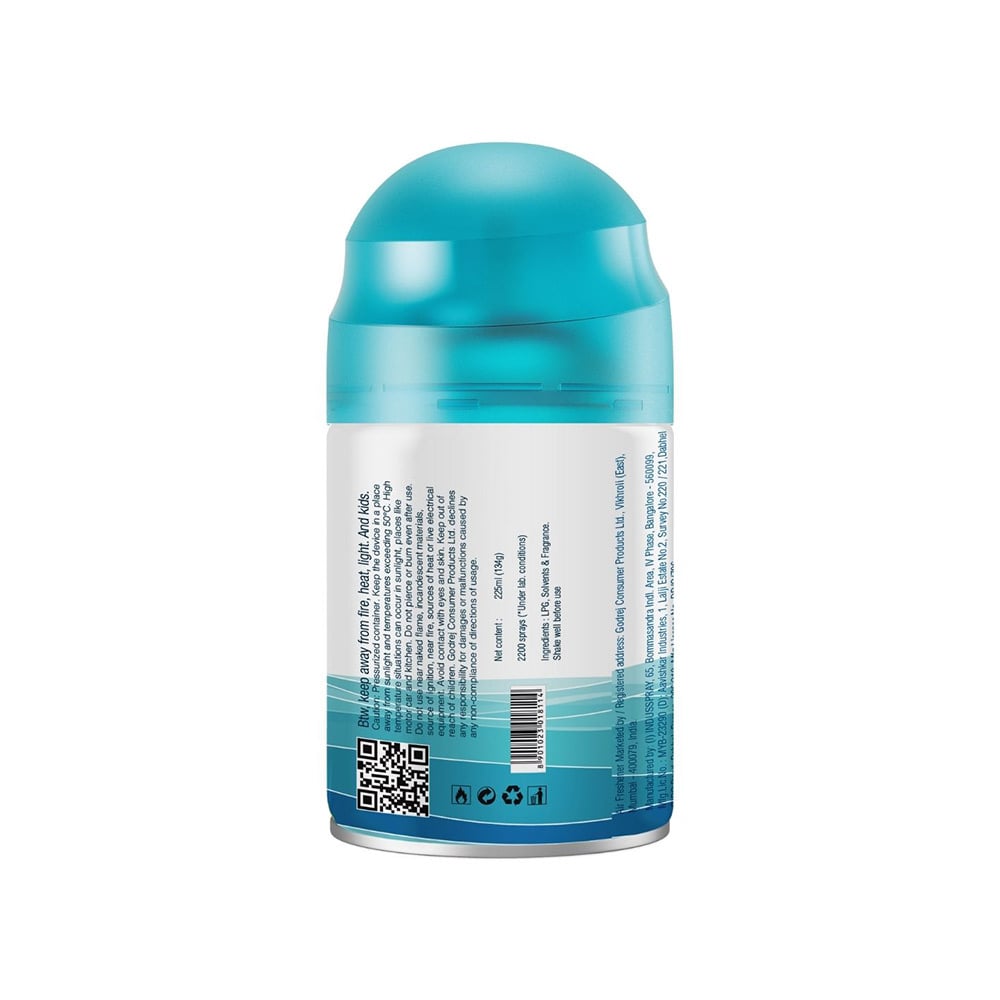 Btw, keep away from fire, heat, light. And kids.
Caution: Pressurized container. Keep the device in a place
away from sunlight and temperatures exceeding 50°C. High
temperature situations can occur in sunlight, places like
motor car and kitchen. Do not pierce or burn even after use.
Do not use near naked flame, incandescent materials,
source of ignition, near fire, sources of heat or live electrical
equipment. Avoid contact with eyes and skin. Keep out of
reach of children. Godrej Consumer Products Ltd. declines
any responsibility for damages or malfunctions caused by
any non-compliance of directions of usage.
Net content : 225ml (134g)
2200 sprays (*Under lab. conditions)
Ingredients : LPG, Solvents & Fragrance.
Shake well before use
8 901023 018114
Air Freshener Marketed by / Registered address: Godrej Consumer Products Ltd., Vikhroli (East),
Mumbai - 400079, India.
Manufactured by: (I) INDUSSPRAY, 65, Bommasandra Indl. Area, IV Phase, Bangalore - 560099,
Mfg.Lic.No. : MYB-23290 (D) Aavishkar Industries, 1, Lalji Estate No.2, Survey No.220 / 221,Dabhel